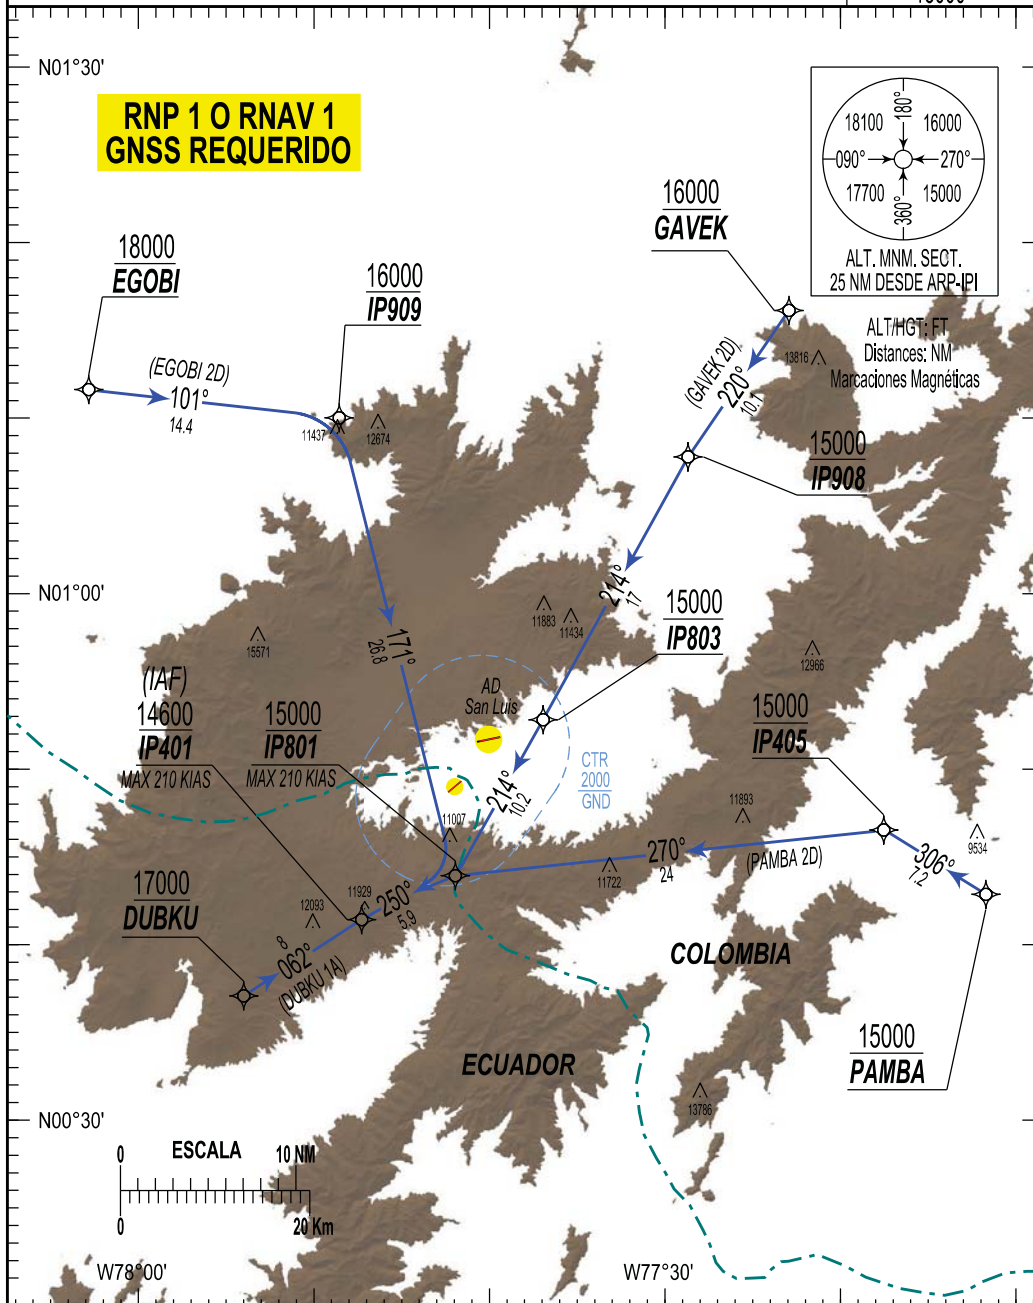 N01°30'
RNP 1 O RNAV 1
GNSS REQUERIDO
180°
18100
16000
090°
270°
17700
15000
360°
ALT. MNM. SECT.
25 NM DESDE ARP-IPI
ALT/HGT: FT
Distances: NM
Marcaciones Magnéticas
16000
GAVEK
18000
EGOBI
16000
IP909
(EGOBI 2D)
101°
14.4
11437
12674
(GAVEK 2D)
220°
10.1
13816
15000
IP908
N01°00'
214°
17
11883
11434
15000
IP803
171°
26.8
15571
12966
(IAF)
14600
IP401
MAX 210 KIAS
15000
IP801
MAX 210 KIAS
AD
San Luis
15000
IP405
CTR
2000
GND
214°
10.2
11007
11893
9534
270°
24
(PAMBA 2D)
306°
7.2
11722
17000
DUBKU
12093
11929
250°
5.9
8
062°
(DUBKU 1A)
COLOMBIA
ECUADOR
15000
PAMBA
13786
N00°30'
ESCALA
0
10 NM
0
20 Km
W78°00'
W77°30'